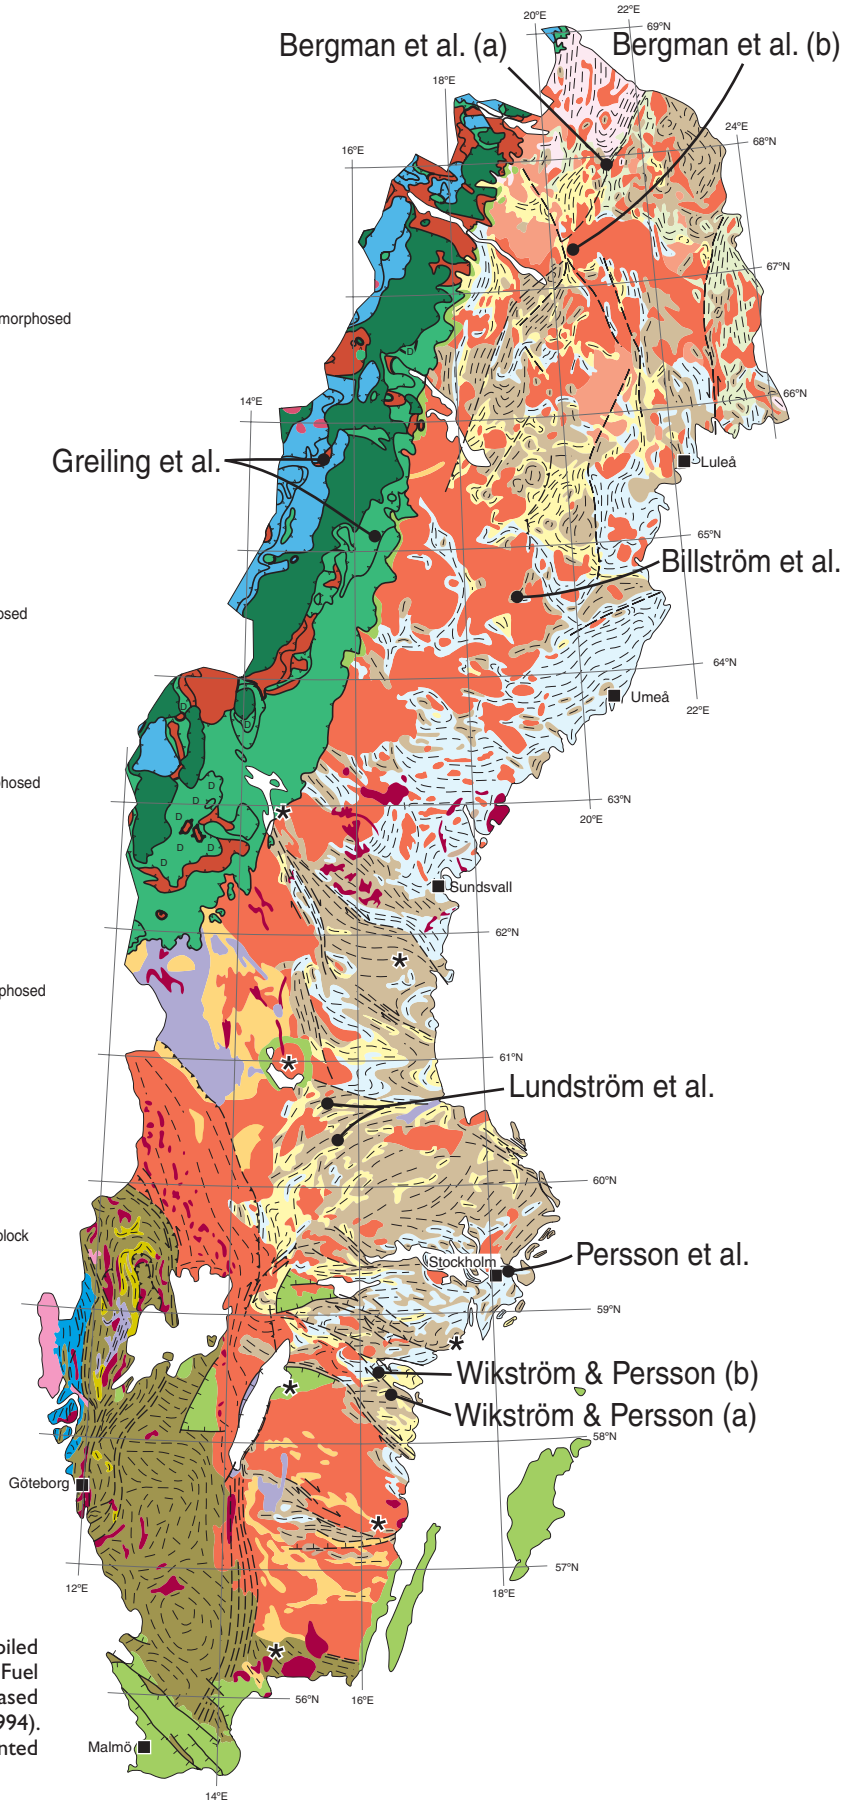 20°E
22°E
69°N
Bergman et al. (a)
Bergman et al. (b)
18°E
24°E
68°N
16°E
67°N
morphosed
D
66°N
14°E
Greiling et al.
Luleå
65°N
Billström et al.
osed
64°N
Umeå
22°E
D
D
phosed
D
D
63°N
20°E
D
D
D
D
*
Sundsvall
62°N
*
phosed
61°N
*
Lundström et al.
60°N
block
Stockholm
Persson et al.
59°N
*
Wikström & Persson (b)
*
Wikström & Persson (a)
58°N
Göteborg
*
57°N
12°E
18°E
*
piled
Fuel
ased
56°N
16°E
994).
nted
Malmö
14°E